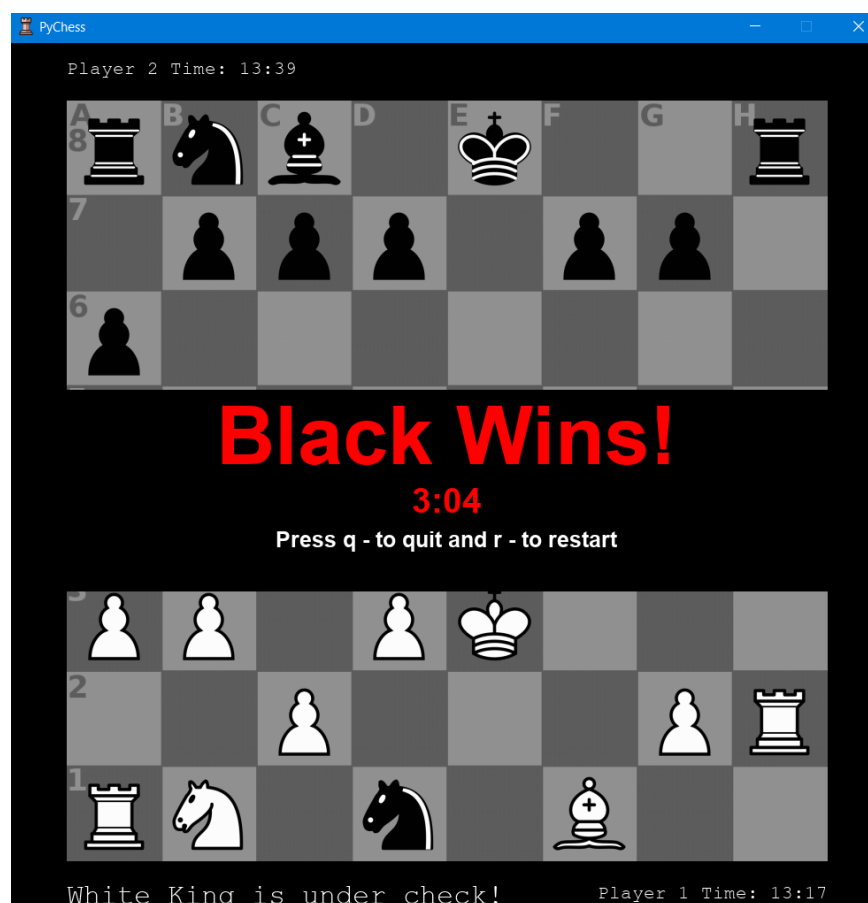 PyChess
Player 2 Time: 13:39
A B C D E F G H
8
7
6
Black Wins!
3:04
Press q - to quit and r - to restart
3
2
1
White King is under check!
Player 1 Time: 13:17